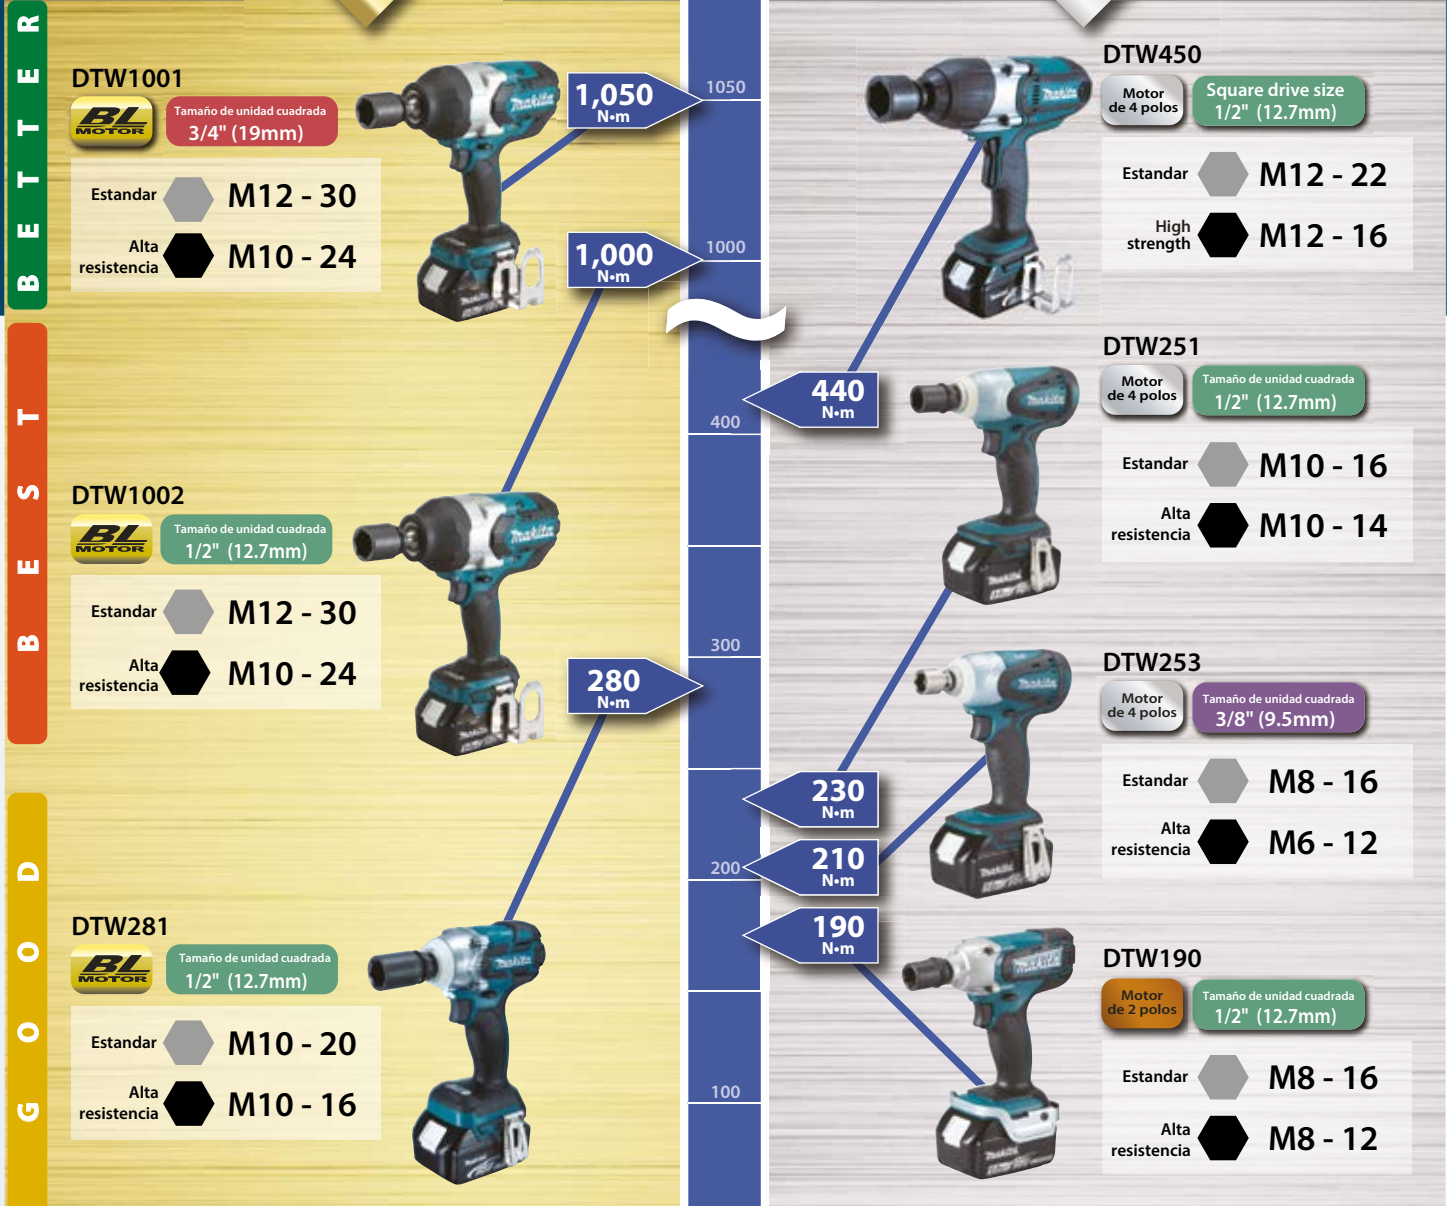 BETTER
BEST
GOOD
DTW1001
BL
MOTOR
Tamaño de unidad cuadrada
3/4" (19mm)
Estandar
M12 - 30
Alta
resistencia
M10 - 24
makita
1,050
N•m
1,000
N•m
DTW1002
BL
MOTOR
Tamaño de unidad cuadrada
1/2" (12.7mm)
Estandar
M12 - 30
Alta
resistencia
M10 - 24
makita
280
N•m
DTW281
BL
MOTOR
Tamaño de unidad cuadrada
1/2" (12.7mm)
Estandar
M10 - 20
Alta
resistencia
M10 - 16
makita
1050
1000
400
300
200
100
DTW450
Motor
de 4 polos
Square drive size
1/2" (12.7mm)
Estandar
M12 - 22
High
strength
M12 - 16
makita
440
N•m
DTW251
Motor
de 4 polos
Tamaño de unidad cuadrada
1/2" (12.7mm)
Estandar
M10 - 16
Alta
resistencia
M10 - 14
makita
230
N•m
DTW253
Motor
de 4 polos
Tamaño de unidad cuadrada
3/8" (9.5mm)
Estandar
M8 - 16
Alta
resistencia
M6 - 12
makita
210
N•m
190
N•m
DTW190
Motor
de 2 polos
Tamaño de unidad cuadrada
1/2" (12.7mm)
Estandar
M8 - 16
Alta
resistencia
M8 - 12
makita